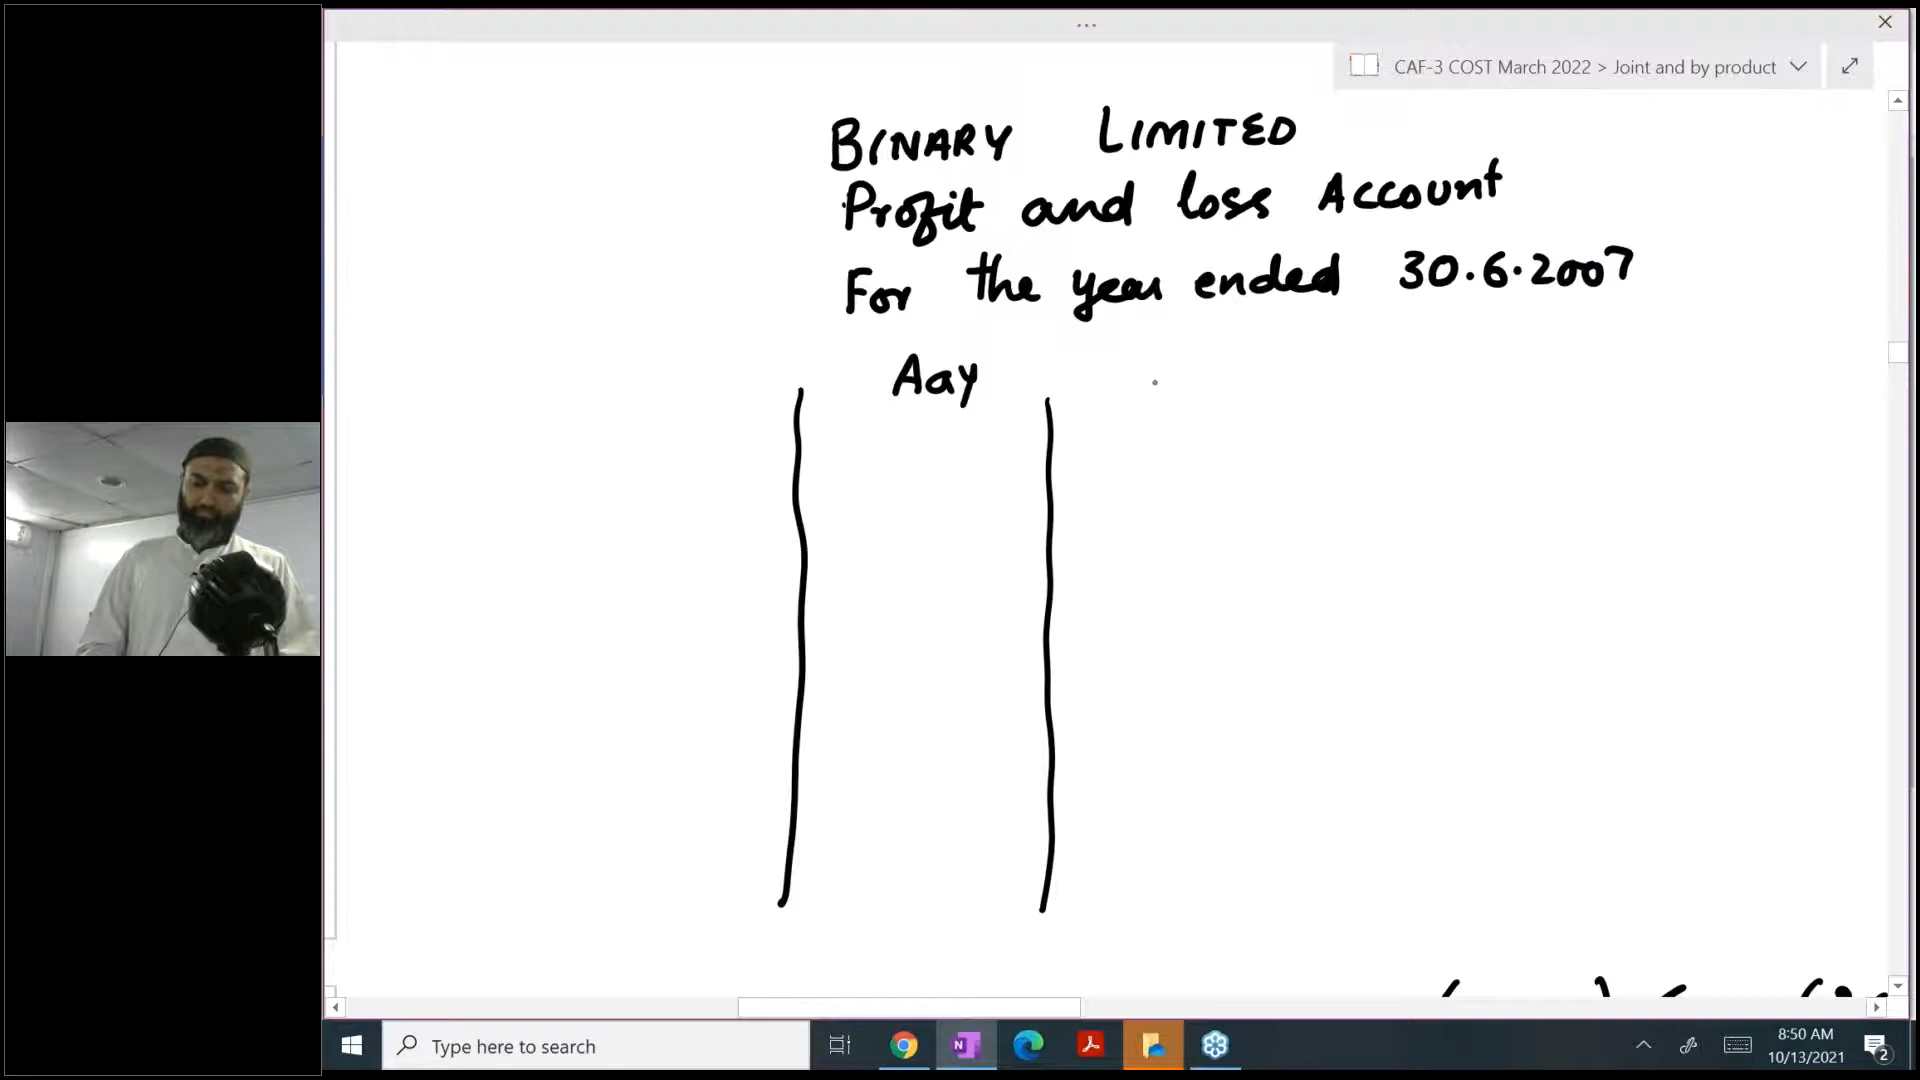 CAF-3 COST March 2022 > Joint and by product
BINARY LIMITED
Profit and loss Account
For the year ended 30.6.2007
Aay
Type here to search
8:50 AM
10/13/2021
2